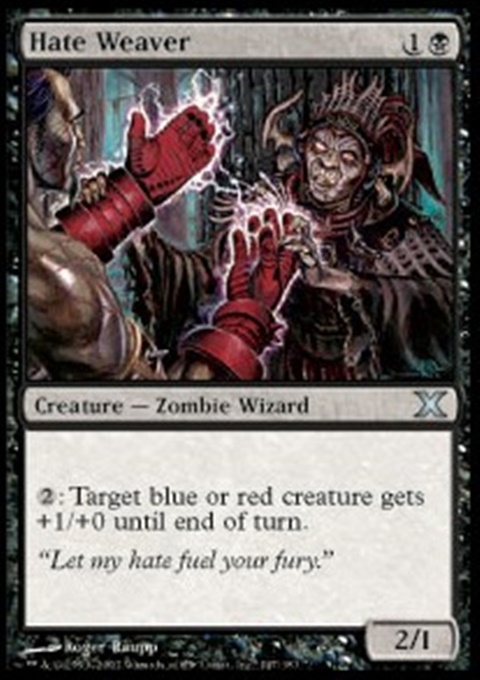 Hate Weaver 1
Creature — Zombie Wizard
2: Target blue or red creature gets
+1/+0 until end of turn.
“Let my hate fuel your fury.”
Roger Raupp
2/1